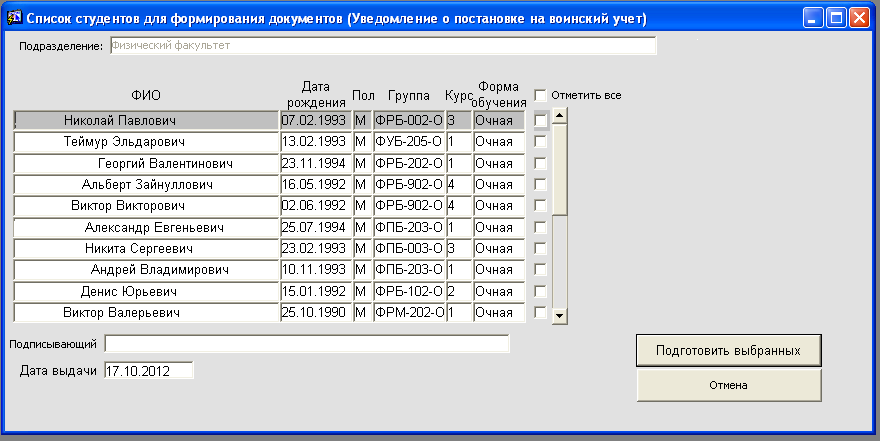 Список студентов для формирования документов (Уведомление о постановке на воинский учет)
Подразделение: Физический факультет
ФИО Дата рождения Пол Группа Курс Форма обучения Отметить все
Николай Павлович 07.02.1993 М ФРБ-002-О 3 Очная
Теймур Эльдарович 13.02.1993 М ФУБ-205-О 1 Очная
Георгий Валентинович 23.11.1994 М ФРБ-202-О 1 Очная
Альберт Зайнуллович 16.05.1992 М ФРБ-902-О 4 Очная
Виктор Викторович 02.06.1992 М ФРБ-902-О 4 Очная
Александр Евгеньевич 25.07.1994 М ФПБ-203-О 1 Очная
Никита Сергеевич 23.02.1993 М ФПБ-003-О 3 Очная
Андрей Владимирович 10.11.1993 М ФПБ-203-О 1 Очная
Денис Юрьевич 15.01.1992 М ФРБ-102-О 2 Очная
Виктор Валерьевич 25.10.1990 М ФРМ-202-О 1 Очная
Подписывающий
Подготовить выбранных
Дата выдачи 17.10.2012
Отмена